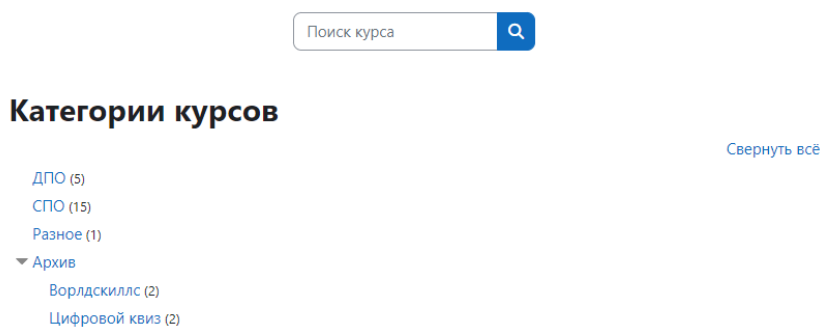 Поиск курса
Категории курсов
Свернуть всё
ДПО (5)
СПО (15)
Разное (1)
Архив
Ворлдскиллс (2)
Цифровой квиз (2)